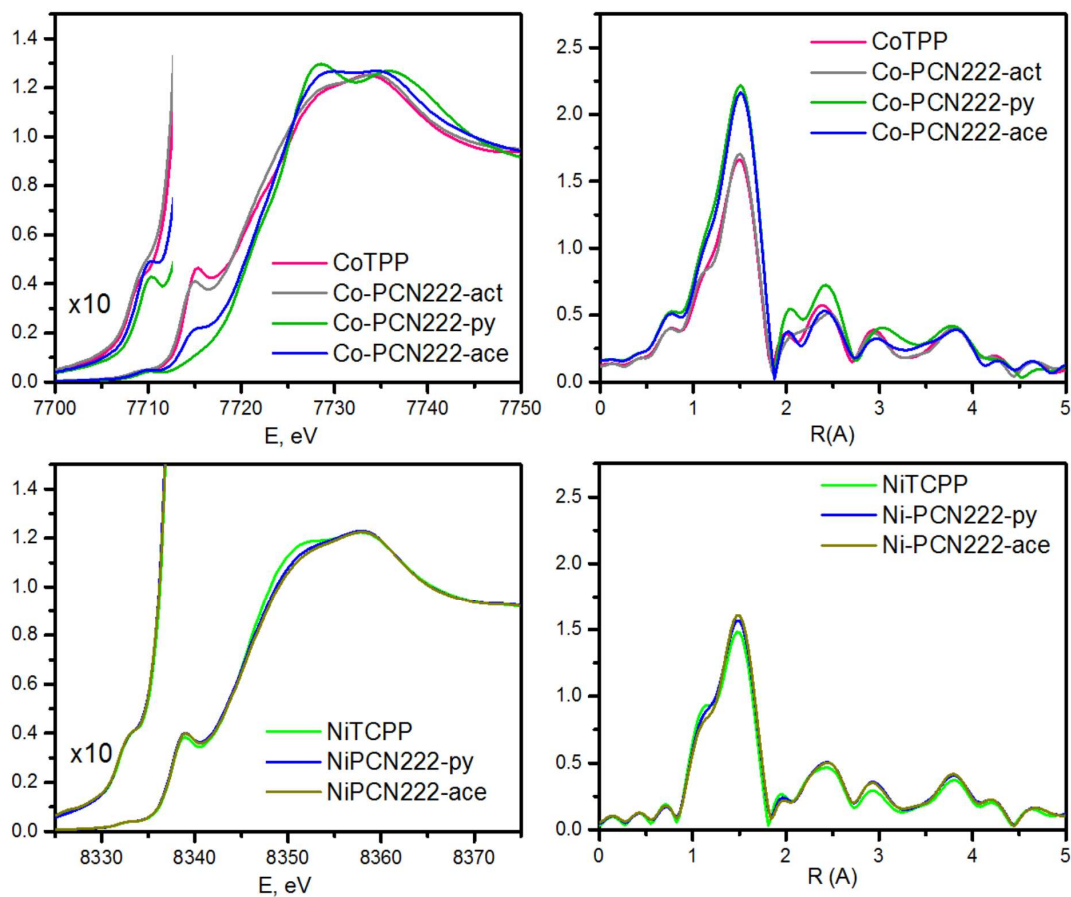 1.4
1.2
1.0
0.8
0.6
0.4
0.2
0.0
x10
CoTPP
Co-PCN222-act
Co-PCN222-py
Co-PCN222-ace
7700 7710 7720 7730 7740 7750
E, eV
2.5
2.0
1.5
1.0
0.5
0.0
CoTPP
Co-PCN222-act
Co-PCN222-py
Co-PCN222-ace
0 1 2 3 4 5
R(A)
1.4
1.2
1.0
0.8
0.6
0.4
0.2
0.0
x10
NiTCPP
NiPCN222-py
NiPCN222-ace
8330 8340 8350 8360 8370
E, eV
2.5
2.0
1.5
1.0
0.5
0.0
NiTCPP
Ni-PCN222-py
Ni-PCN222-ace
0 1 2 3 4 5
R (A)